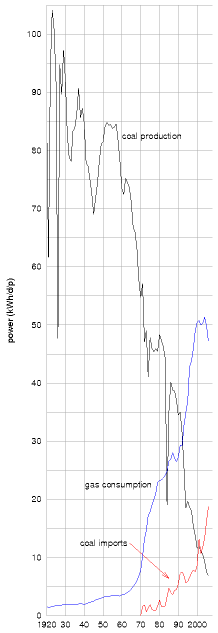 100
90
80
70
60
50
40
30
20
10
0
power (kWh/d/p)
coal production
gas consumption
coal imports
1920 30 40 50 60 70 80 90 2000